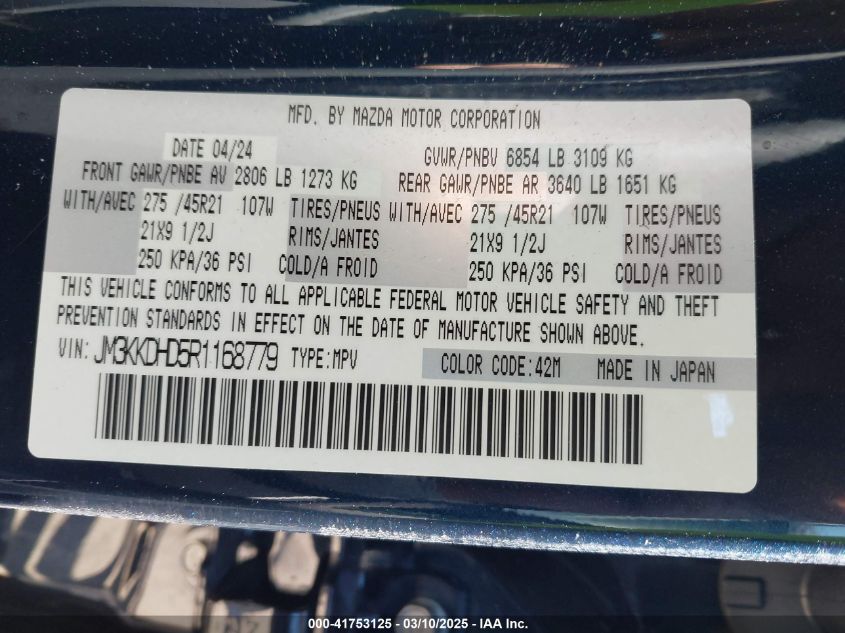 MFD. BY MAZDA MOTOR CORPORATION
DATE 04/24 GVWR/PNBV 6854 LB 3109 KG
FRONT GAWR/PNBE AV 2806 LB 1273 KG REAR GAWR/PNBE AR 3640 LB 1651 KG
WITH/AVEC 275 /45R21 107W TIRES/PNEUS WITH/AVEC 275 /45R21 107W TIRES/PNEUS
21X9 1/2J RIMS/JANTES 21X9 1/2J RIMS/JANTES
250 KPA/36 PSI COLD/A FROID 250 KPA/36 PSI COLD/A FROID
THIS VEHICLE CONFORMS TO ALL APPLICABLE FEDERAL MOTOR VEHICLE SAFETY AND THEFT
PREVENTION STANDARDS IN EFFECT ON THE DATE OF MANUFACTURE SHOWN ABOVE.
VIN: JM3KKDHD5R1168779 TYPE:MPV COLOR CODE:42M MADE IN JAPAN
000-41753125 - 03/10/2025 - IAA Inc.